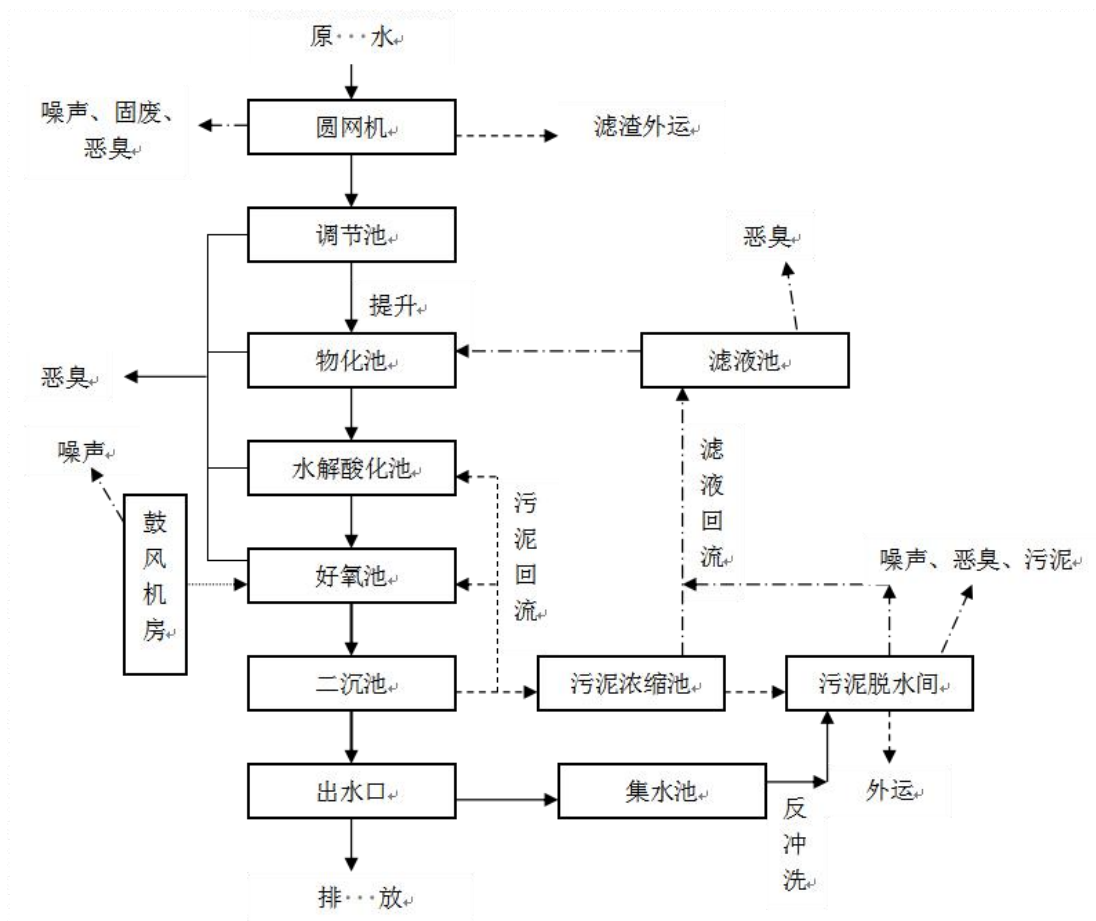 原···水
噪声、固废、
恶臭
圆网机
滤渣外运
调节池
恶臭
提升
物化池
滤液池
恶臭
噪声
水解酸化池
污泥回流
滤液回流
鼓风机房
好氧池
噪声、恶臭、污泥
二沉池
污泥浓缩池
污泥脱水间
出水口
集水池
外运
反冲洗
排···放